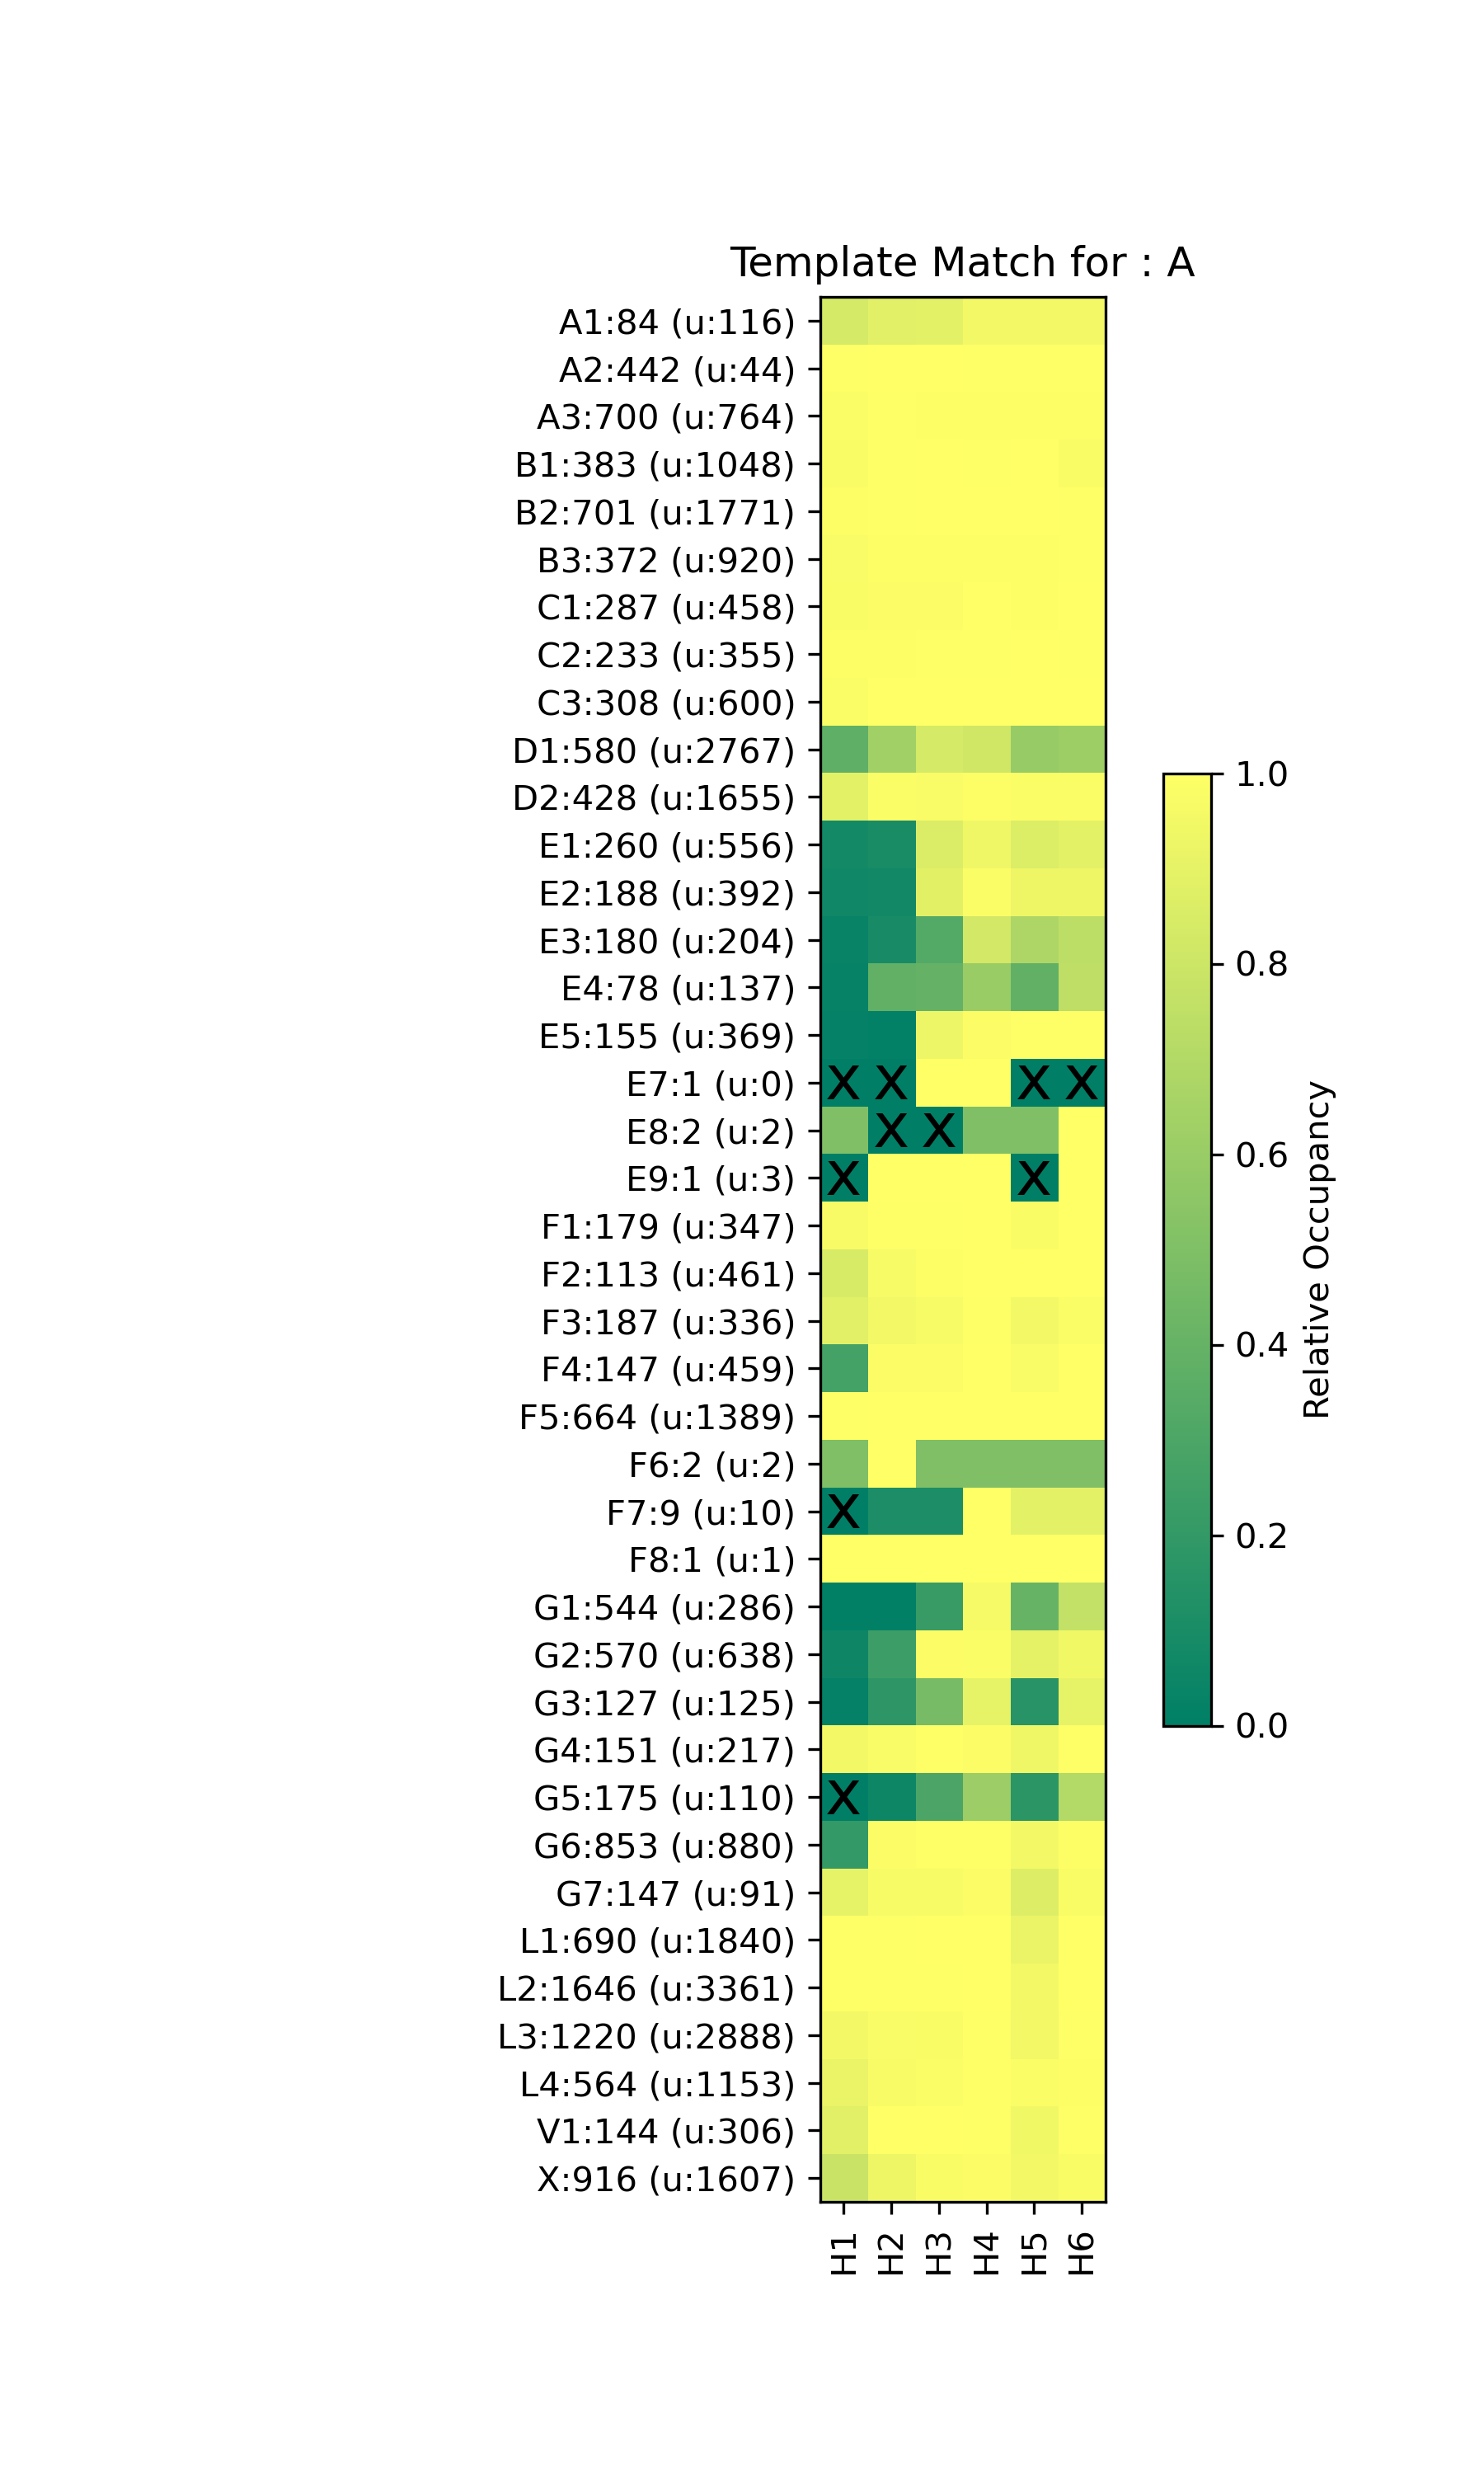 Template Match for : A
A1:84 (u:116)
A2:442 (u:44)
A3:700 (u:764)
B1:383 (u:1048)
B2:701 (u:1771)
B3:372 (u:920)
C1:287 (u:458)
C2:233 (u:355)
C3:308 (u:600)
D1:580 (u:2767)
D2:428 (u:1655)
E1:260 (u:556)
E2:188 (u:392)
E3:180 (u:204)
E4:78 (u:137)
E5:155 (u:369)
E7:1 (u:0) X X X X
E8:2 (u:2) X X
E9:1 (u:3) X X
F1:179 (u:347)
F2:113 (u:461)
F3:187 (u:336)
F4:147 (u:459)
F5:664 (u:1389)
F6:2 (u:2)
F7:9 (u:10) X
F8:1 (u:1)
G1:544 (u:286)
G2:570 (u:638)
G3:127 (u:125)
G4:151 (u:217)
G5:175 (u:110) X
G6:853 (u:880)
G7:147 (u:91)
L1:690 (u:1840)
L2:1646 (u:3361)
L3:1220 (u:2888)
L4:564 (u:1153)
V1:144 (u:306)
X:916 (u:1607)
H1 H2 H3 H4 H5 H6
1.0
0.8
0.6
0.4
0.2
0.0
Relative Occupancy